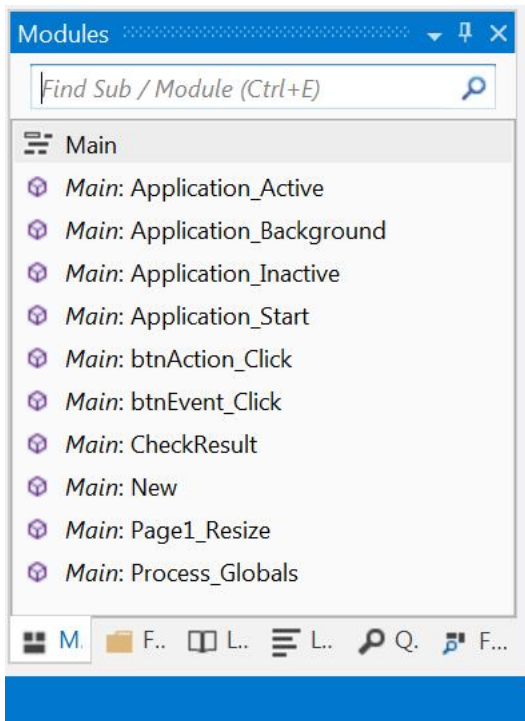 Modules
Find Sub / Module (Ctrl+E)
Main
Main: Application_Active
Main: Application_Background
Main: Application_Inactive
Main: Application_Start
Main: btnAction_Click
Main: btnEvent_Click
Main: CheckResult
Main: New
Main: Page1_Resize
Main: Process_Globals
M. F.. L.. L.. Q. F...